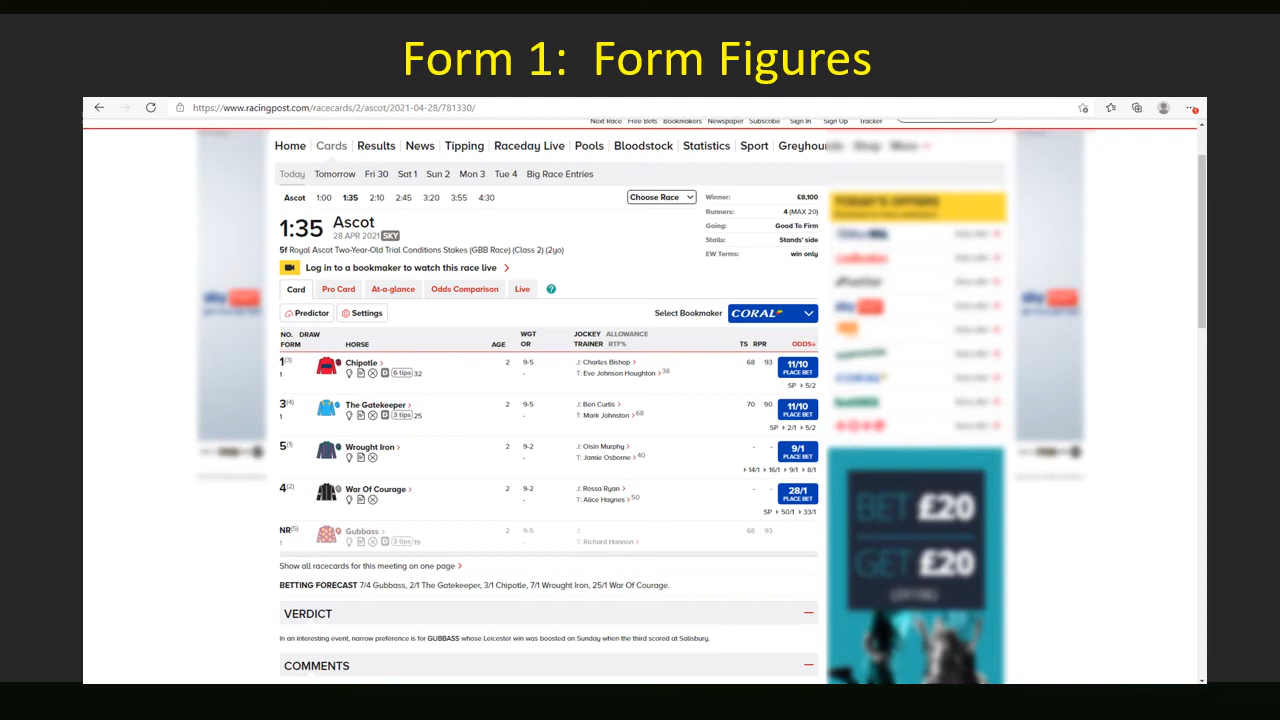 Form 1: Form Figures
https://www.racingpost.com/racecards/2/ascot/2021-04-28/781330/
Next Race Free Bets Bookmakers Newspaper Subscribe Sign In Sign Up Tracker
Home Cards Results News Tipping Raceday Live Pools Bloodstock Statistics Sport Greyhoun
Today Tomorrow Fri 30 Sat 1 Sun 2 Mon 3 Tue 4 Big Race Entries
Ascot 1:00 1:35 2:10 2:45 3:20 3:55 4:30 Choose Race
Winner: £8,100
Runners: 4 (MAX 20)
Going: Good To Firm
Stalls: Stands' side
EW Terms: win only
1:35 Ascot
28 APR 2021 SKY
5f Royal Ascot Two-Year-Old Trial Conditions Stakes (GBB Race) (Class 2) (2yo)
Log in to a bookmaker to watch this race live
Card Pro Card At-a-glance Odds Comparison Live ?
Predictor Settings Select Bookmaker CORAL
NO. DRAW WGT JOCKEY ALLOWANCE
FORM HORSE AGE OR TRAINER RTF% TS RPR ODDS
1(3) Chipotle 2 9-5 J: Charles Bishop 68 93 11/10
1 D 6 tips 32 - T: Eve Johnson Houghton 38 PLACE BET
SP 5/2
3(4) The Gatekeeper 2 9-5 J: Ben Curtis 70 90 11/10
1 D 3 tips 25 - T: Mark Johnston 68 PLACE BET
SP 2/1 5/2
5(1) Wrought Iron 2 9-2 J: Oisin Murphy - - 9/1
- T: Jamie Osborne 40 PLACE BET
14/1 16/1 9/1 8/1
4(2) War Of Courage 2 9-2 J: Rossa Ryan - - 28/1
- T: Alice Haynes 50 PLACE BET
SP 50/1 33/1
NR(5) Gubbass 2 9-5 J: 68 93
1 D 3 tips 19 - T: Richard Hannon
Show all racecards for this meeting on one page
BETTING FORECAST 7/4 Gubbass, 2/1 The Gatekeeper, 3/1 Chipotle, 7/1 Wrought Iron, 25/1 War Of Courage.
VERDICT
In an interesting event, narrow preference is for GUBBASS whose Leicester win was boosted on Sunday when the third scored at Salisbury.
COMMENTS
TODAY'S OFFERS
BET £20
GET £20